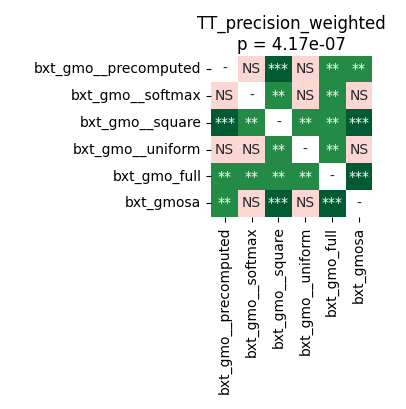 TT_precision_weighted
p = 4.17e-07
bxt_gmo__precomputed - NS *** NS ** **
bxt_gmo__softmax NS - ** NS ** NS
bxt_gmo__square *** ** - ** ** ***
bxt_gmo__uniform NS NS ** - ** NS
bxt_gmo_full ** ** ** ** - ***
bxt_gmosa ** NS *** NS *** -
bxt_gmo__precomputed
bxt_gmo__softmax
bxt_gmo__square
bxt_gmo__uniform
bxt_gmo_full
bxt_gmosa